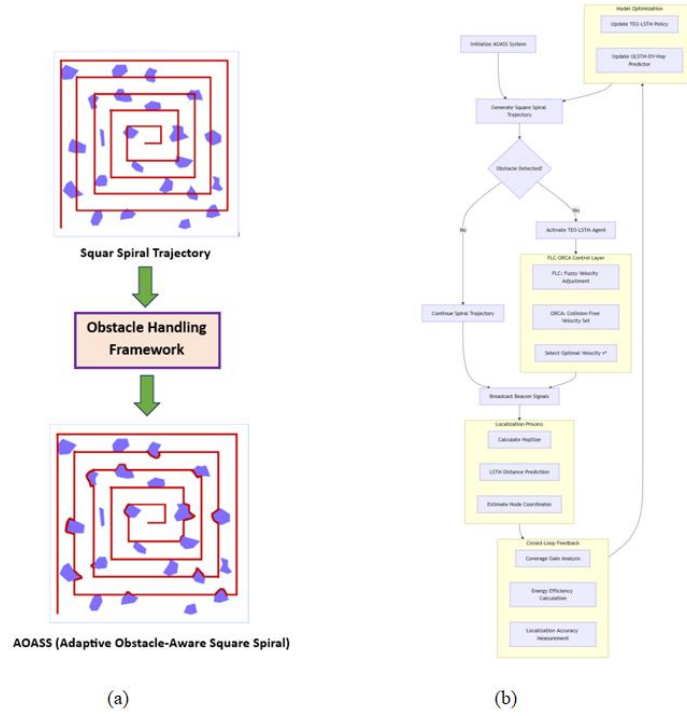 Squar Spiral Trajectory
Obstacle Handling
Framework
AOASS (Adaptive Obstacle-Aware Square Spiral)
(a)
Model Optimization
Update TD3-LSTM Policy
Update OLSTM-DV-Hop
Predictor
Initialize AOASS System
Generate Square Spiral
Trajectory
Obstacle Detected?
No
Yes
Activate TD3-LSTM Agent
FLC-ORCA Control Layer
FLC: Fuzzy Velocity
Adjustment
ORCA: Collision-Free
Velocity Set
Select Optimal Velocity
Continue Spiral Trajectory
Broadcast Beacon Signals
Localization Process
Calculate HopSize
LSTM Distance Prediction
Estimate Node Coordinates
Closed-Loop Feedback
Coverage Gain Analysis
Energy Efficiency
Calculation
Localization Accuracy
Measurement
(b)